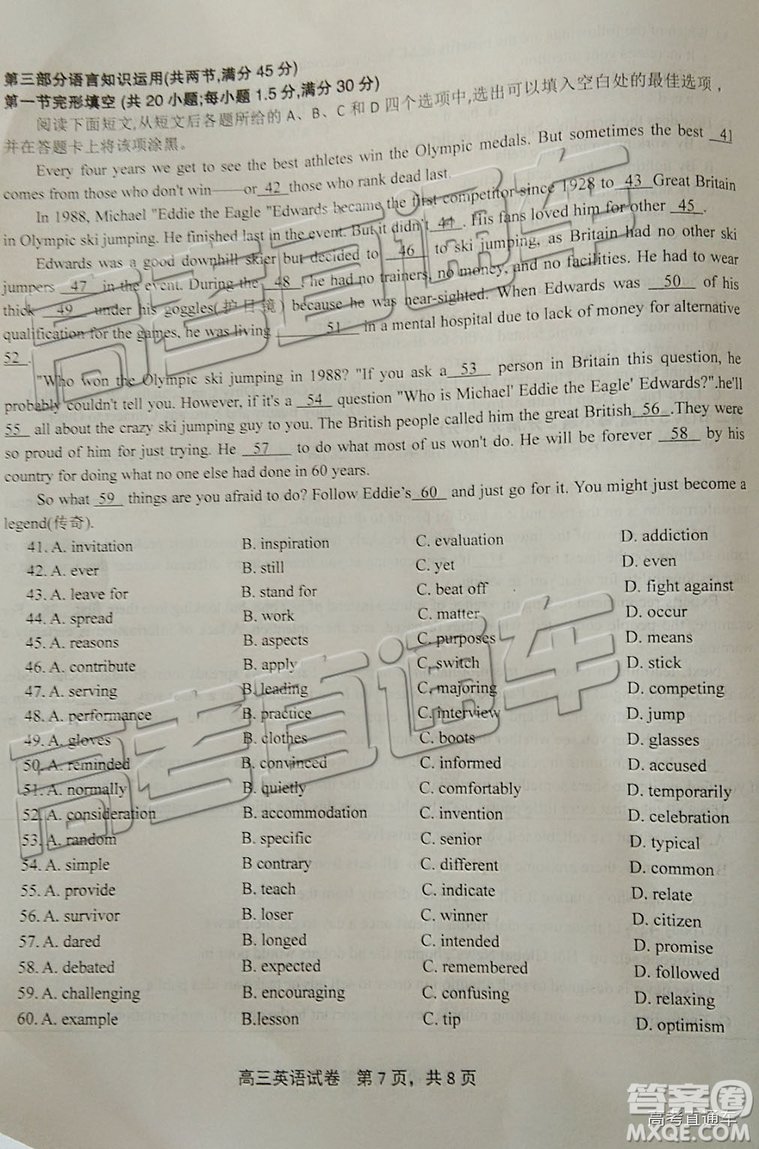 第三部分语言知识运用(共两节,满分 45 分)
第一节完形填空 (共 20 小题;每小题 1.5 分,满分 30 分)
阅读下面短文,从短文后各题所给的 A、B、C 和 D 四个选项中,选出可以填入空白处的最佳选项,
并在答题卡上将该项涂黑。
Every four years we get to see the best athletes win the Olympic medals. But sometimes the best 41
comes from those who don't win——or 42 those who rank dead last.
In 1988, Michael "Eddie the Eagle "Edwards became the first competitor since 1928 to 43 Great Britain
in Olympic ski jumping. He finished last in the event. But it didn't 44 . His fans loved him for other 45 .
Edwards was a good downhill skier but decided to 46 to ski jumping, as Britain had no other ski
jumpers 47 in the event. During the 48 , he had no trainers, no money, and no facilities. He had to wear
thick 49 under his goggles(护目镜) because he was near-sighted. When Edwards was 50 of his
qualification for the games, he was living 51 in a mental hospital due to lack of money for alternative
52 .
"Who won the Olympic ski jumping in 1988? "If you ask a 53 person in Britain this question, he
probably couldn't tell you. However, if it's a 54 question "Who is Michael' Eddie the Eagle' Edwards?".he'll
55 all about the crazy ski jumping guy to you. The British people called him the great British 56 .They were
so proud of him for just trying. He 57 to do what most of us won't do. He will be forever 58 by his
country for doing what no one else had done in 60 years.
So what 59 things are you afraid to do? Follow Eddie's 60 and just go for it. You might just become a
legend(传奇).
41. A. invitation B. inspiration C. evaluation D. addiction
42. A. ever B. still C. yet D. even
43. A. leave for B. stand for C. beat off D. fight against
44. A. spread B. work C. matter D. occur
45. A. reasons B. aspects C. purposes D. means
46. A. contribute B. apply C. switch D. stick
47. A. serving B. leading C. majoring D. competing
48. A. performance B. practice C. interview D. jump
49. A. gloves B. clothes C. boots D. glasses
50. A. reminded B. convinced C. informed D. accused
51. A. normally B. quietly C. comfortably D. temporarily
52. A. consideration B. accommodation C. invention D. celebration
53. A. random B. specific C. senior D. typical
54. A. simple B contrary C. different D. common
55. A. provide B. teach C. indicate D. relate
56. A. survivor B. loser C. winner D. citizen
57. A. dared B. longed C. intended D. promise
58. A. debated B. expected C. remembered D. followed
59. A. challenging B. encouraging C. confusing D. relaxing
60. A. example B.lesson C. tip D. optimism
高三英语试卷 第 7 页，共 8 页
高考直通车
高考直通车
答案圈
高考直通车
MXQE.COM